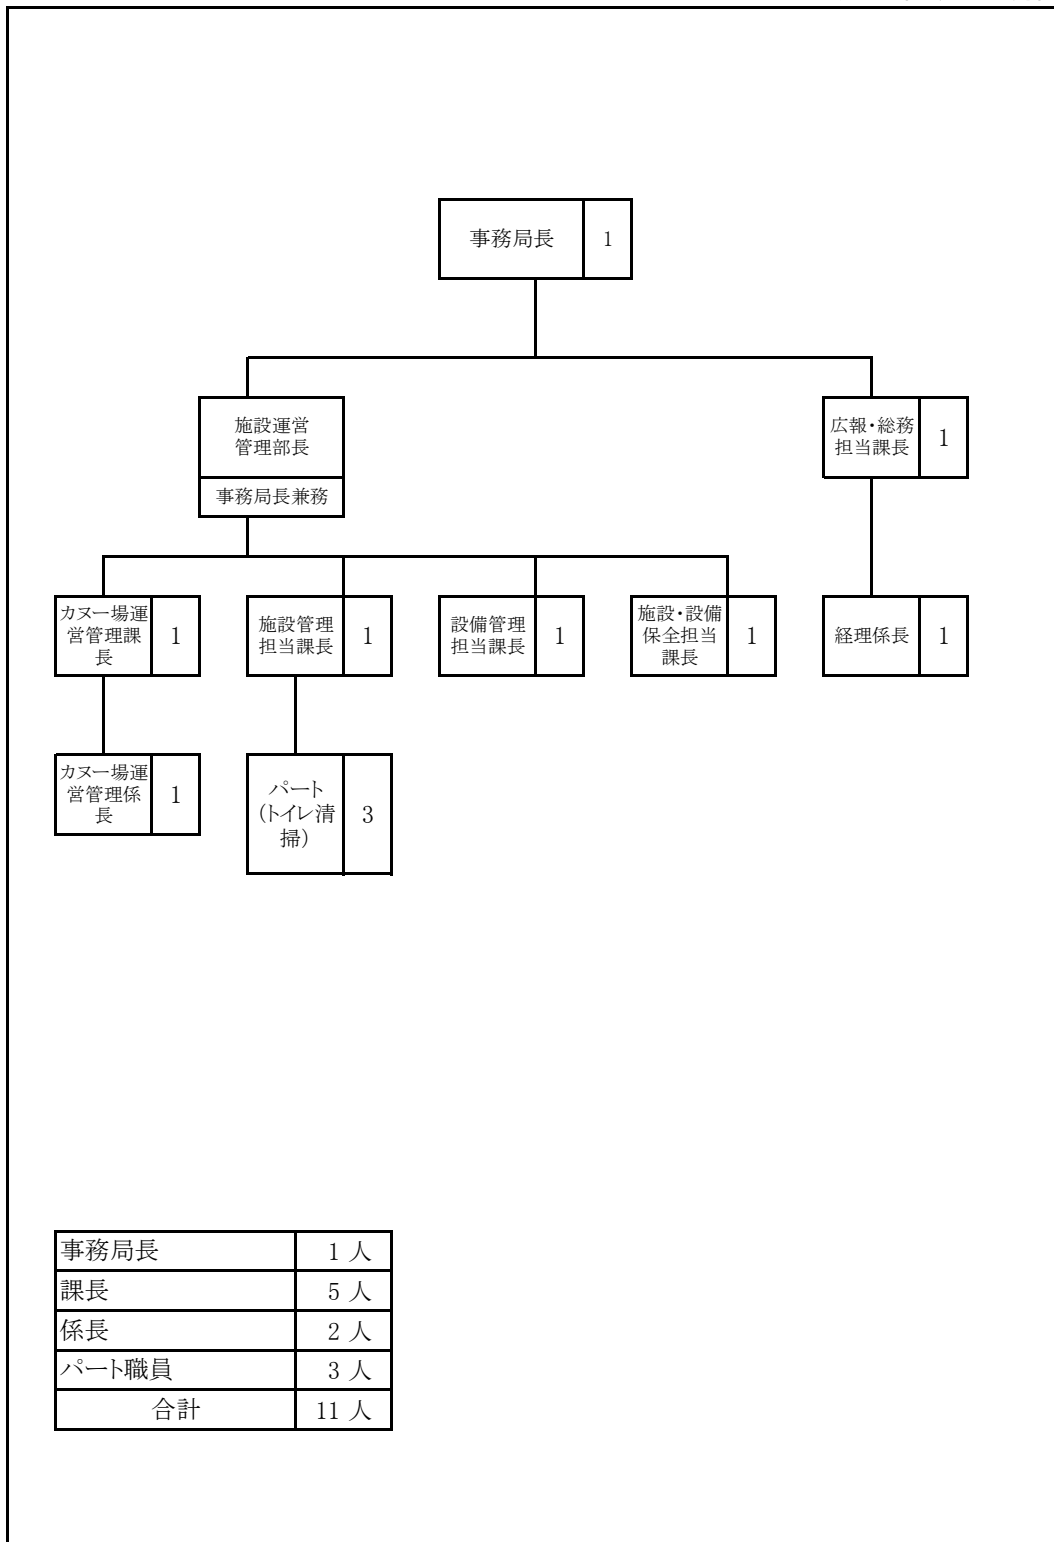 事務局長 1
施設運営
管理部長
事務局長兼務
広報・総務
担当課長
1
カヌー場運
営管理課
長
1
施設管理
担当課長
1
設備管理
担当課長
1
施設・設備
保全担当
課長
1
経理係長 1
カヌー場運
営管理係
長
1
パート
(トイレ清
掃)
3
事務局長 1 人
課長 5 人
係長 2 人
パート職員 3 人
合計 11 人